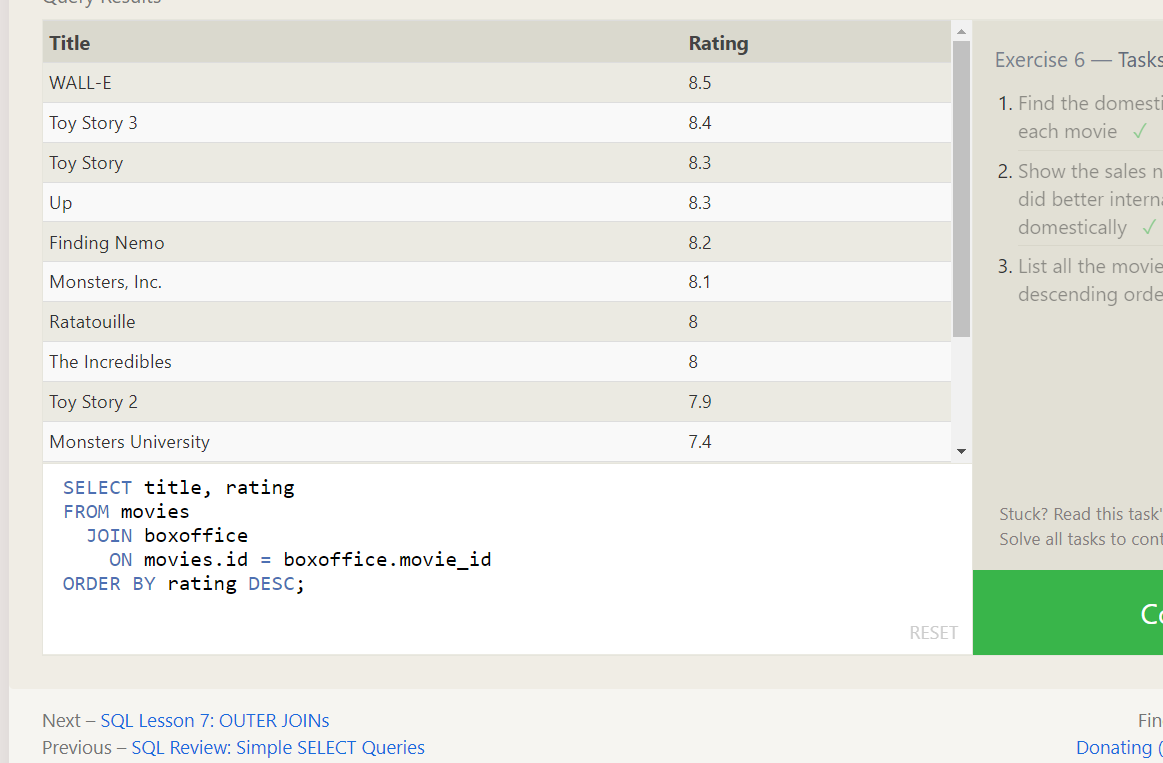 Query Results
Title Rating
WALL-E 8.5
Toy Story 3 8.4
Toy Story 8.3
Up 8.3
Finding Nemo 8.2
Monsters, Inc. 8.1
Ratatouille 8
The Incredibles 8
Toy Story 2 7.9
Monsters University 7.4
SELECT title, rating
FROM movies
JOIN boxoffice
ON movies.id = boxoffice.movie_id
ORDER BY rating DESC;
RESET
Exercise 6 — Tasks
1. Find the domesti
each movie ✓
2. Show the sales n
did better interna
domestically ✓
3. List all the movie
descending orde
Stuck? Read this task'
Solve all tasks to cont
Co
Next – SQL Lesson 7: OUTER JOINs
Previous – SQL Review: Simple SELECT Queries
Fin
Donating (